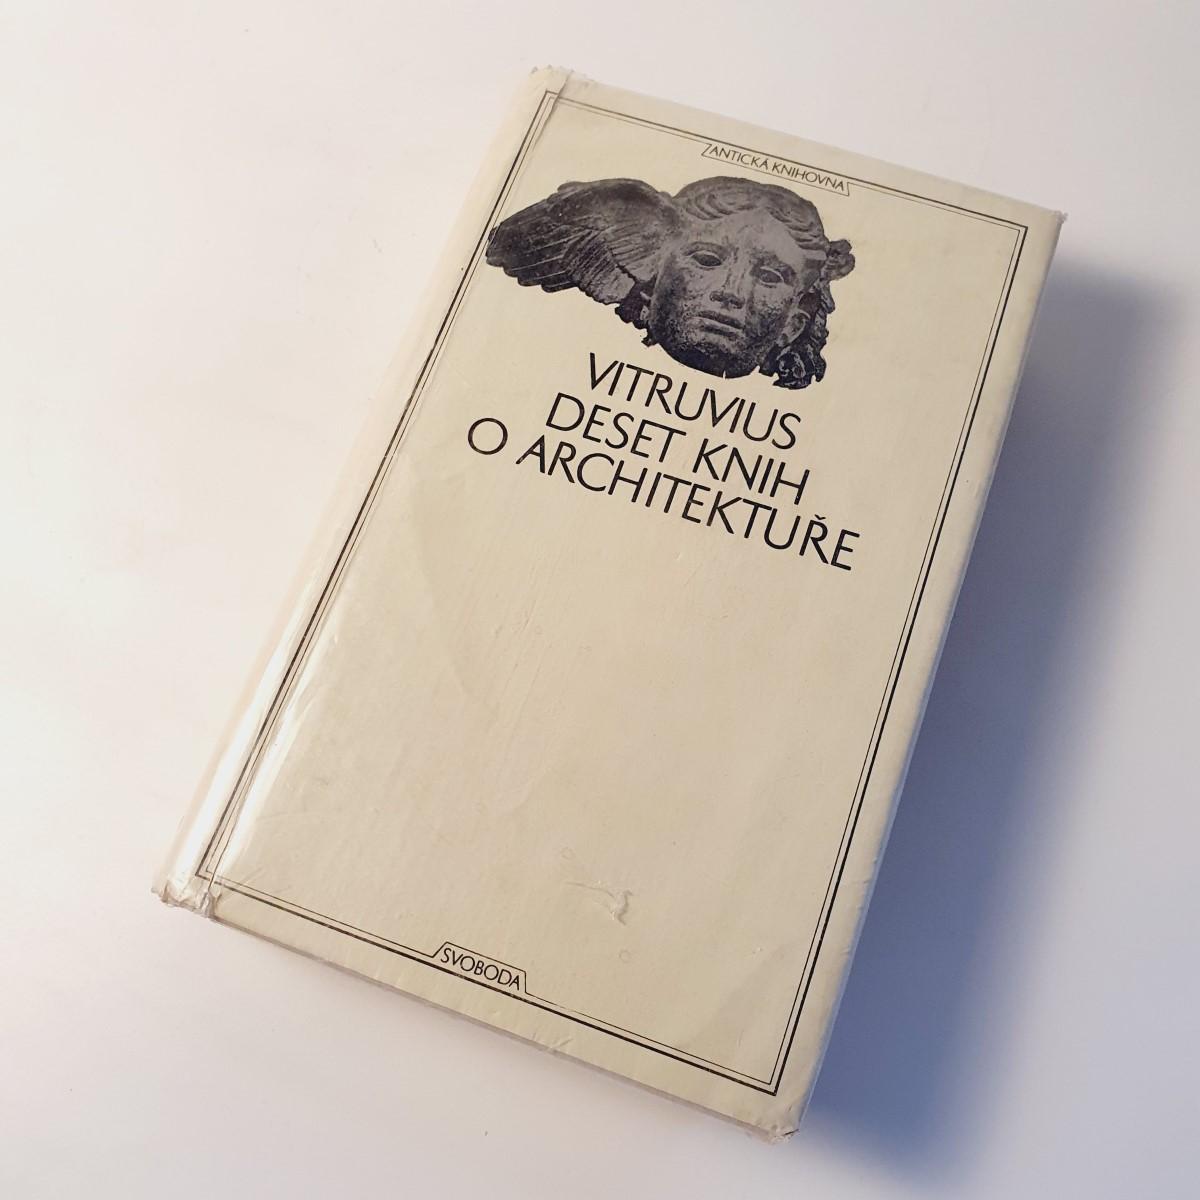 ANTICKÁ KNIHOVNA
VITRUVIUS
DESET KNIH
O ARCHITEKTUŘE
SVOBODA